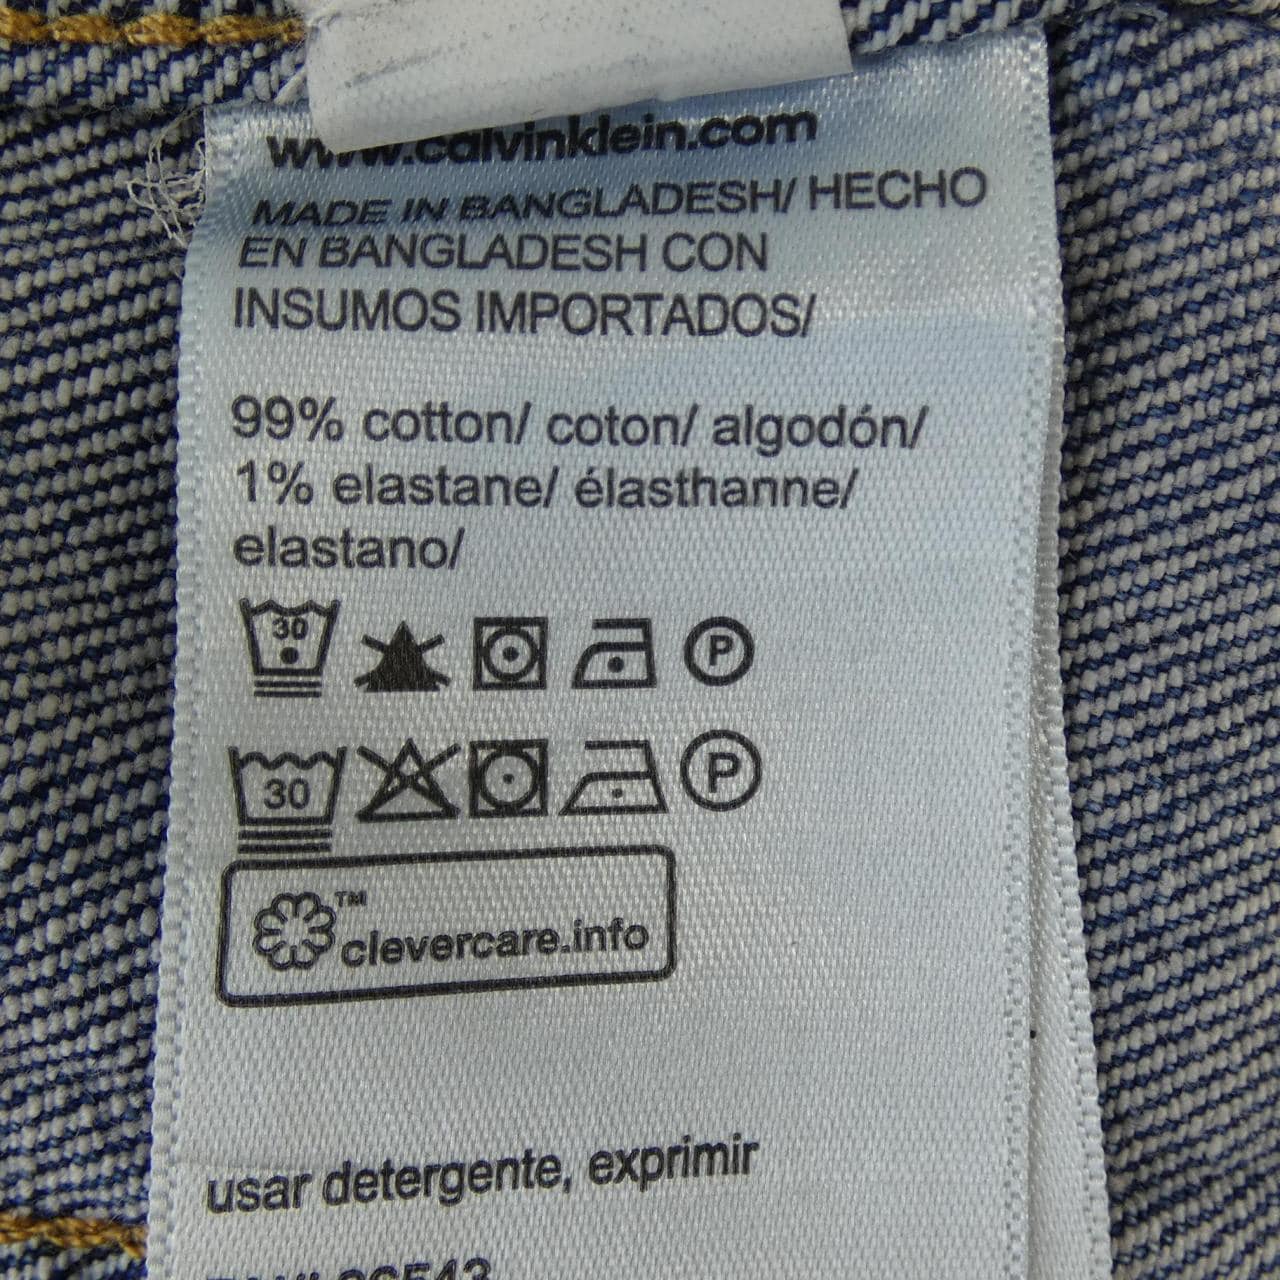 www.calvinklein.com
MADE IN BANGLADESH/ HECHO
EN BANGLADESH CON
INSUMOS IMPORTADOS/
99% cotton/ coton/ algodón/
1% elastane/ élasthanne/
elastano/
30 P
30 P
™
clevercare.info
usar detergente, exprimir